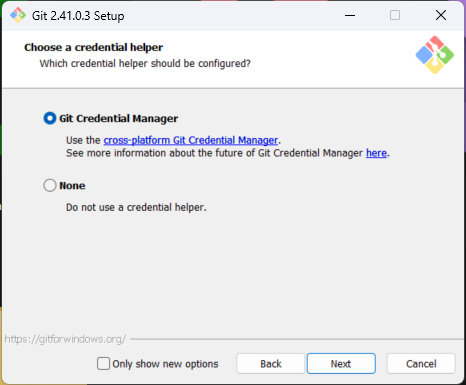 Git 2.41.0.3 Setup
Choose a credential helper
Which credential helper should be configured?
Git Credential Manager
Use the cross-platform Git Credential Manager.
See more information about the future of Git Credential Manager here.
None
Do not use a credential helper.
https://gitforwindows.org/
Only show new options
Back
Next
Cancel